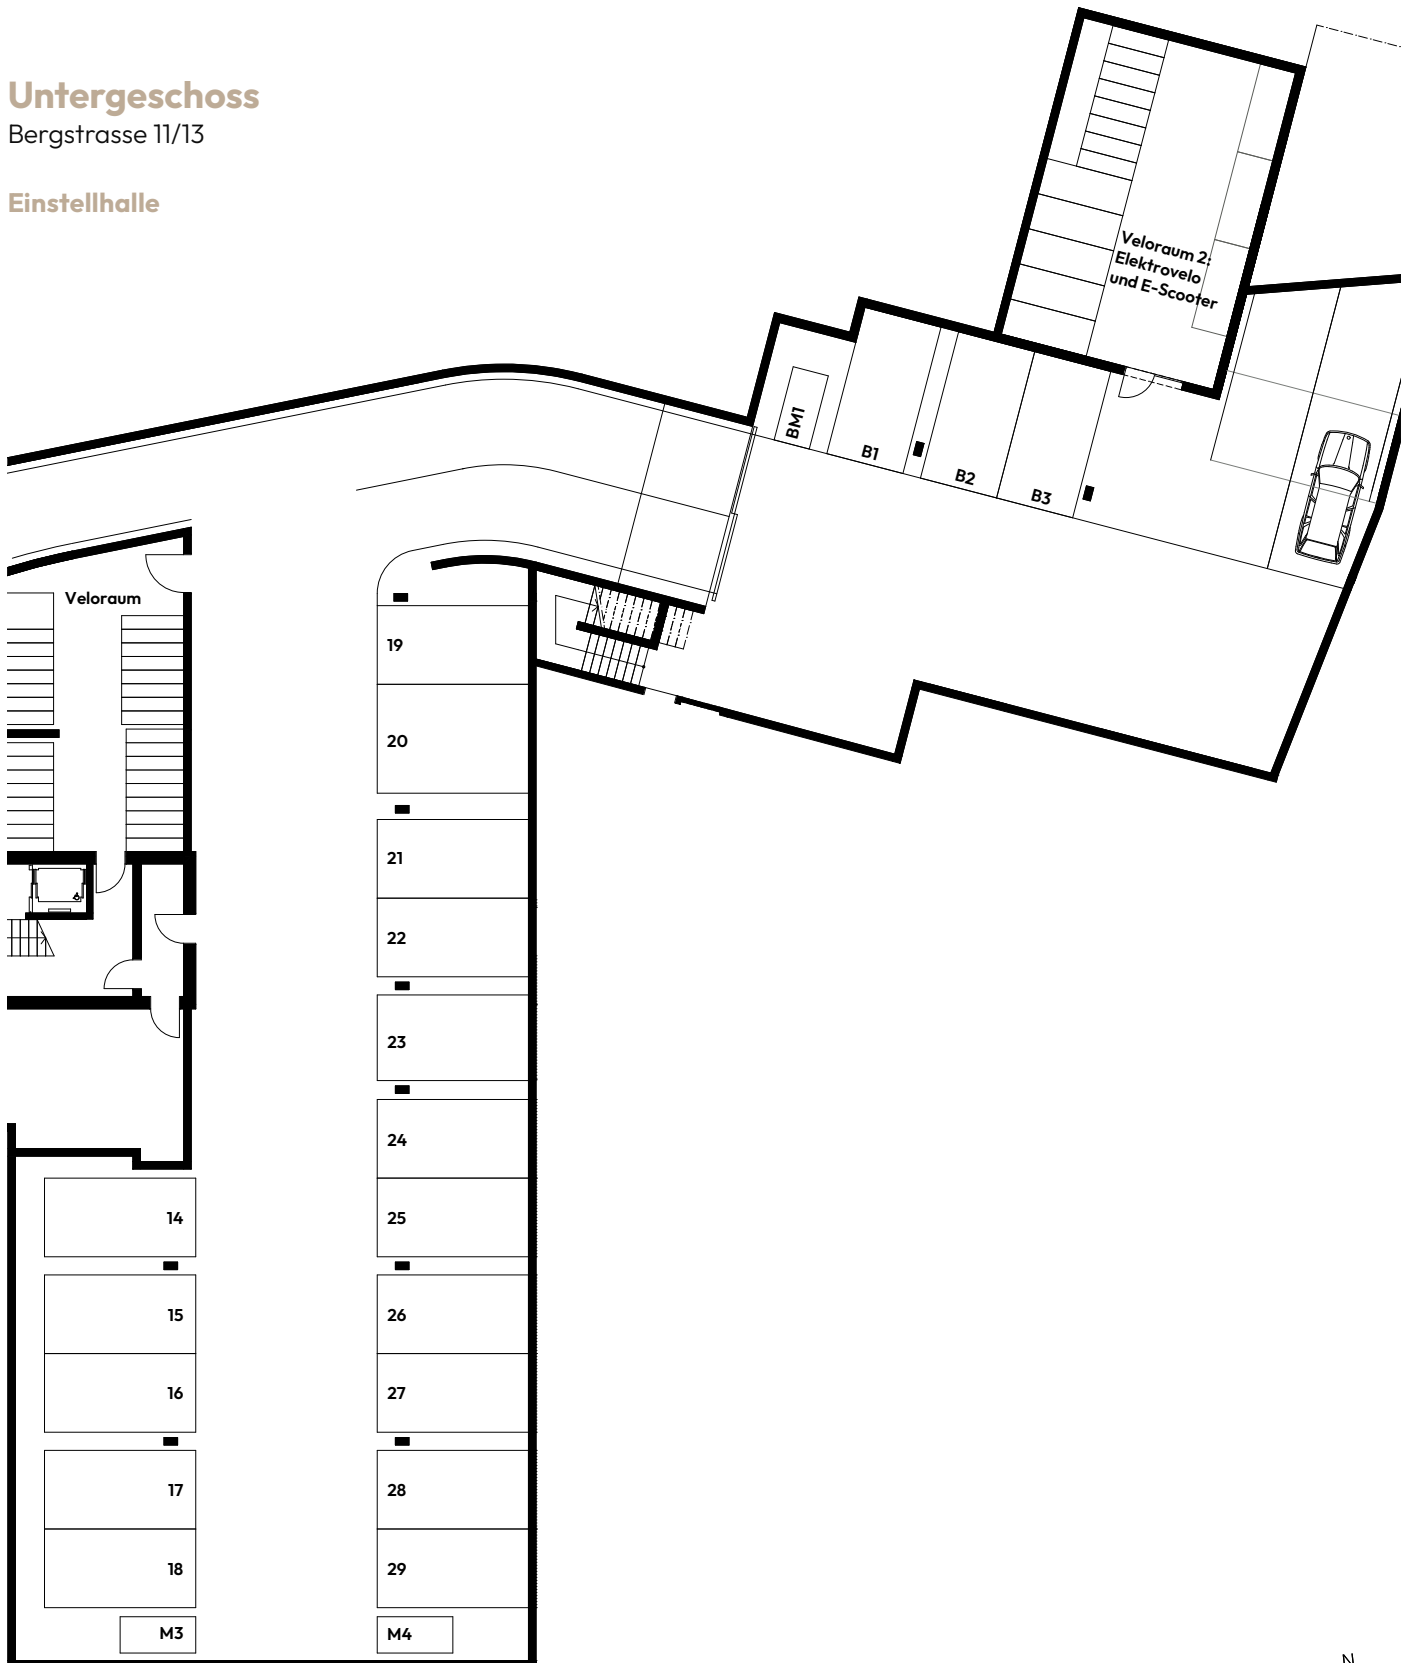 Untergeschoss
Bergstrasse 11/13
Einstellhalle
Veloraum 2:
Elektrovelo
und E-Scooter
BM1
B1
B2
B3
Veloraum
19
20
21
22
23
24
25
14
26
15
27
16
28
17
29
18
M3
M4
N